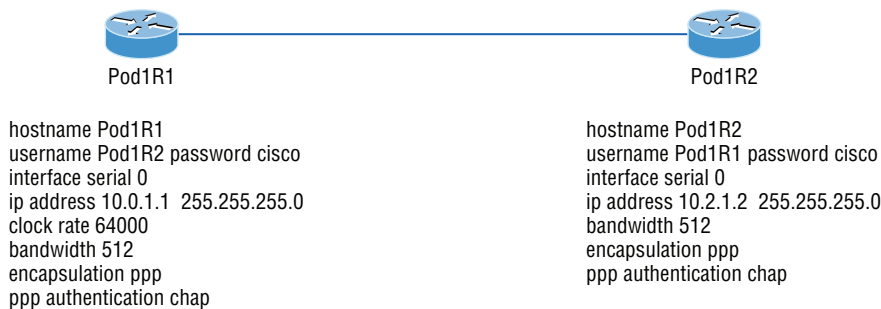 Pod1R1
Pod1R2
hostname Pod1R1
username Pod1R2 password cisco
interface serial 0
ip address 10.0.1.1 255.255.255.0
clock rate 64000
bandwidth 512
encapsulation ppp
ppp authentication chap
hostname Pod1R2
username Pod1R1 password cisco
interface serial 0
ip address 10.2.1.2 255.255.255.0
bandwidth 512
encapsulation ppp
ppp authentication chap